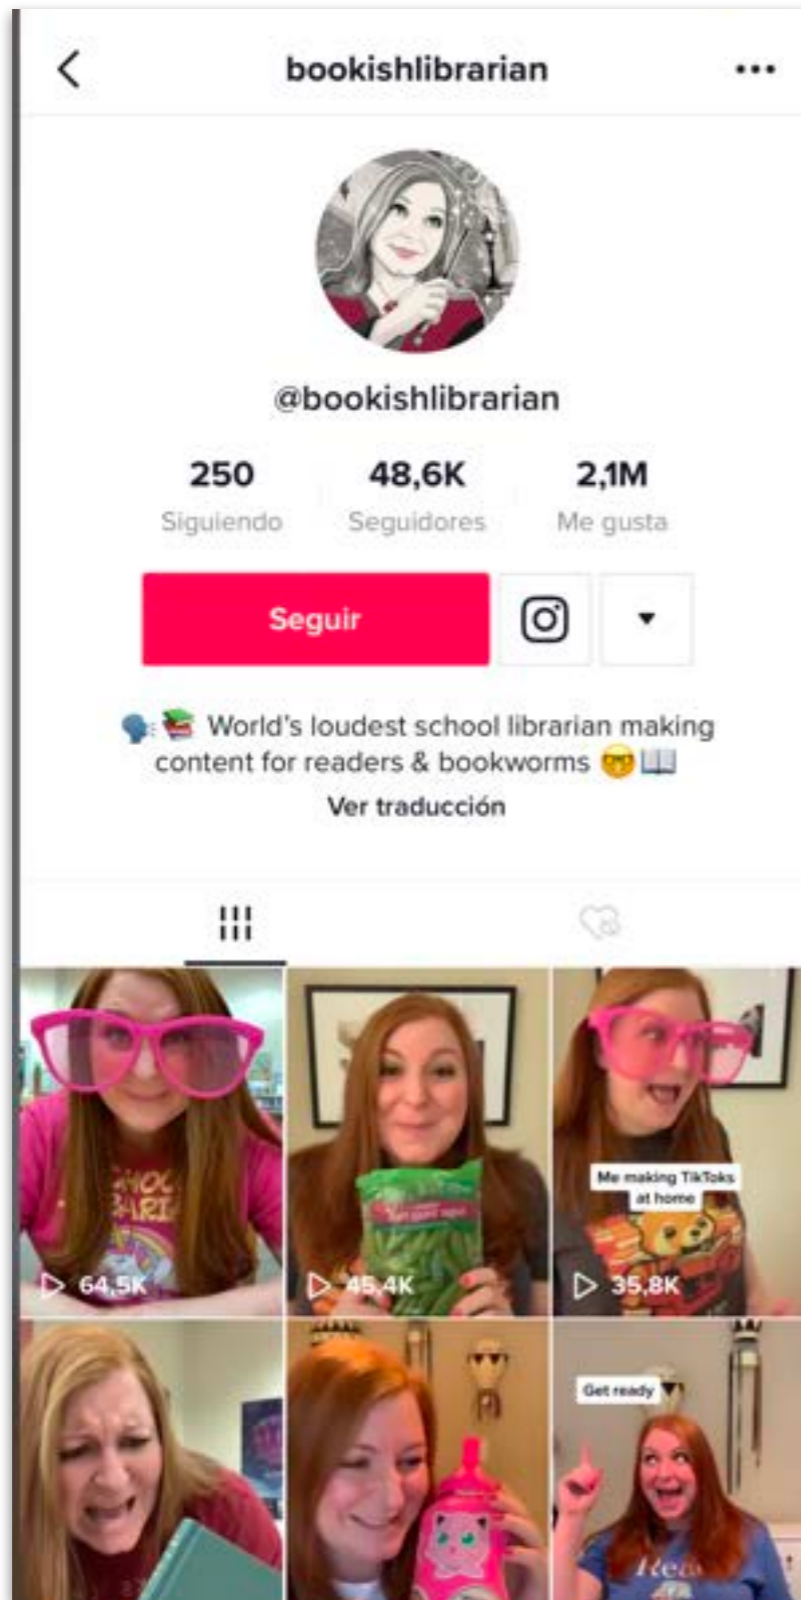 bookishlibrarian
@bookishlibrarian
250
48,6K
2,1M
Siguiendo
Seguidores
Me gusta
Seguir
World's loudest school librarian making
content for readers & bookworms
Ver traducción
64,5K
45,4K
Me making TikToks
at home
35,8K
Get ready